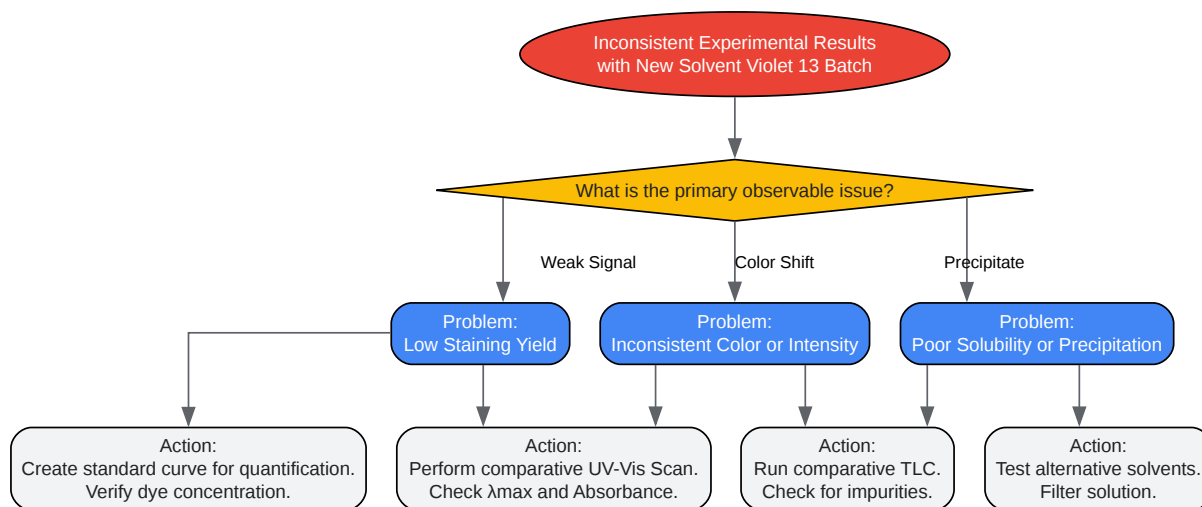 Inconsistent Experimental Results
with New Solvent Violet 13 Batch
What is the primary observable issue?
Weak Signal
Color Shift
Precipitate
Problem:
Low Staining Yield
Problem:
Inconsistent Color or Intensity
Problem:
Poor Solubility or Precipitation
Action:
Create standard curve for quantification.
Verify dye concentration.
Action:
Perform comparative UV-Vis Scan.
Check λmax and Absorbance.
Action:
Run comparative TLC.
Check for impurities.
Action:
Test alternative solvents.
Filter solution.